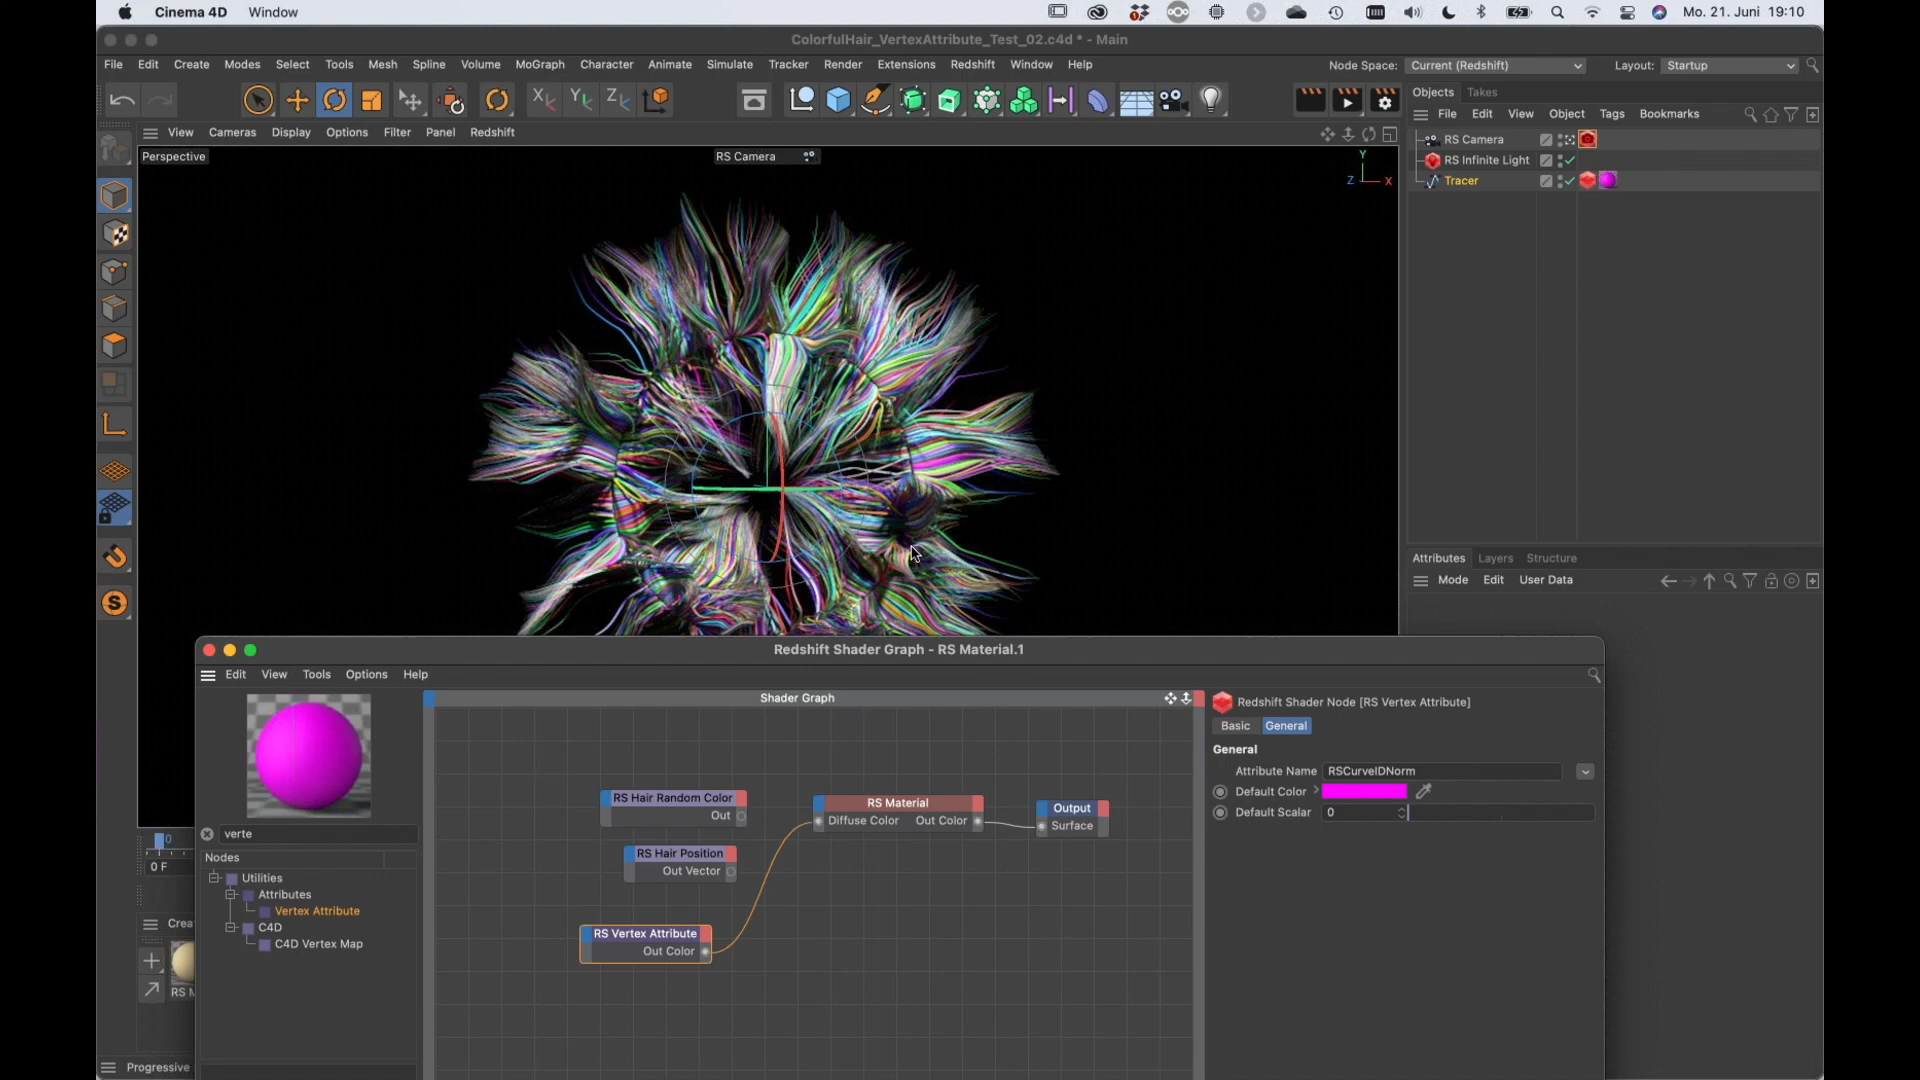 Cinema 4D Window
Mo. 21. Juni 19:10
ColorfulHair_VertexAttribute_Test_02.c4d * - Main
File Edit Create Modes Select Tools Mesh Spline Volume MoGraph Character Animate Simulate Tracker Render Extensions Redshift Window Help
Node Space: Current (Redshift) Layout: Startup
X Y Z
Objects Takes
File Edit View Object Tags Bookmarks
View Cameras Display Options Filter Panel Redshift
Perspective
RS Camera
Y
Z X
RS Camera
RS Infinite Light
Tracer
Attributes Layers Structure
Mode Edit User Data
Redshift Shader Graph - RS Material.1
Edit View Tools Options Help
Shader Graph
Redshift Shader Node [RS Vertex Attribute]
Basic General
General
Attribute Name RSCurveIDNorm
Default Color
Default Scalar 0
RS Hair Random Color
Out
RS Hair Position
Out Vector
RS Vertex Attribute
Out Color
RS Material
Diffuse Color Out Color
Output
Surface
verte
Nodes
Utilities
Attributes
Vertex Attribute
C4D
C4D Vertex Map
0
0 F
Crea
RS M
Progressive